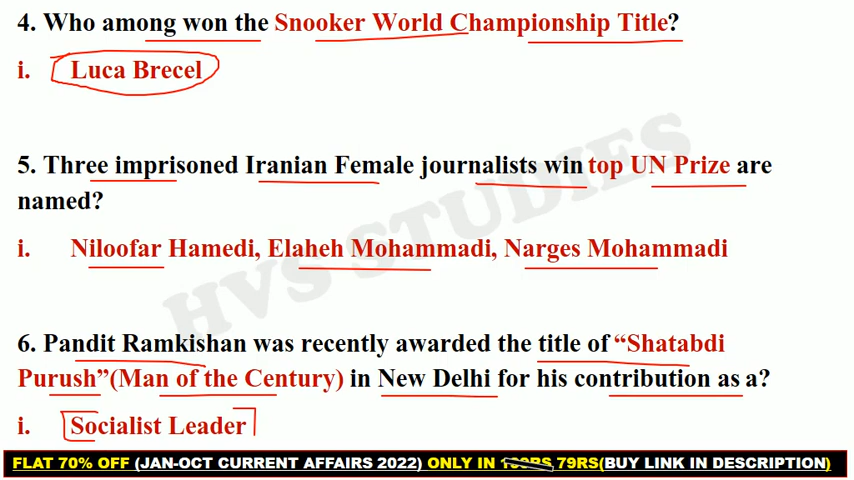 4. Who among won the Snooker World Championship Title?
i. Luca Brecel
5. Three imprisoned Iranian Female journalists win top UN Prize are
named?
i. Niloofar Hamedi, Elaheh Mohammadi, Narges Mohammadi
6. Pandit Ramkishan was recently awarded the title of “Shatabdi
Purush”(Man of the Century) in New Delhi for his contribution as a?
i. Socialist Leader
HVS STUDIES
FLAT 70% OFF (JAN-OCT CURRENT AFFAIRS 2022) ONLY IN RS 79RS(BUY LINK IN DESCRIPTION)